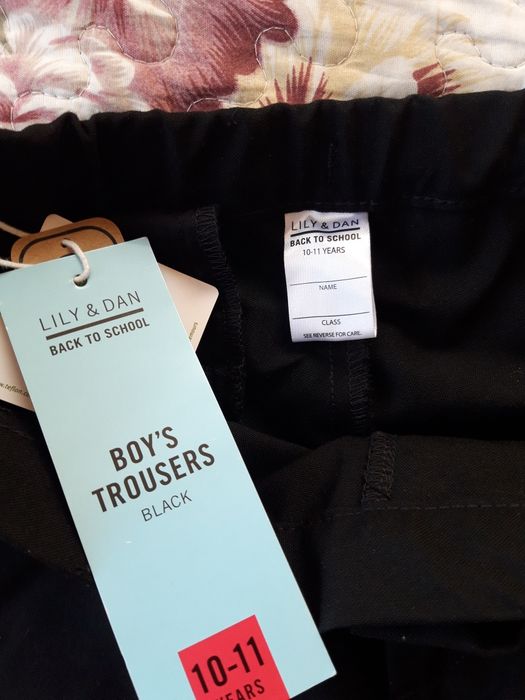 LILY & DAN
BACK TO SCHOOL
10-11 YEARS
NAME
CLASS
SEE REVERSE FOR CARE.
LILY & DAN
BACK TO SCHOOL
BOY'S
TROUSERS
BLACK
10-11
YEARS